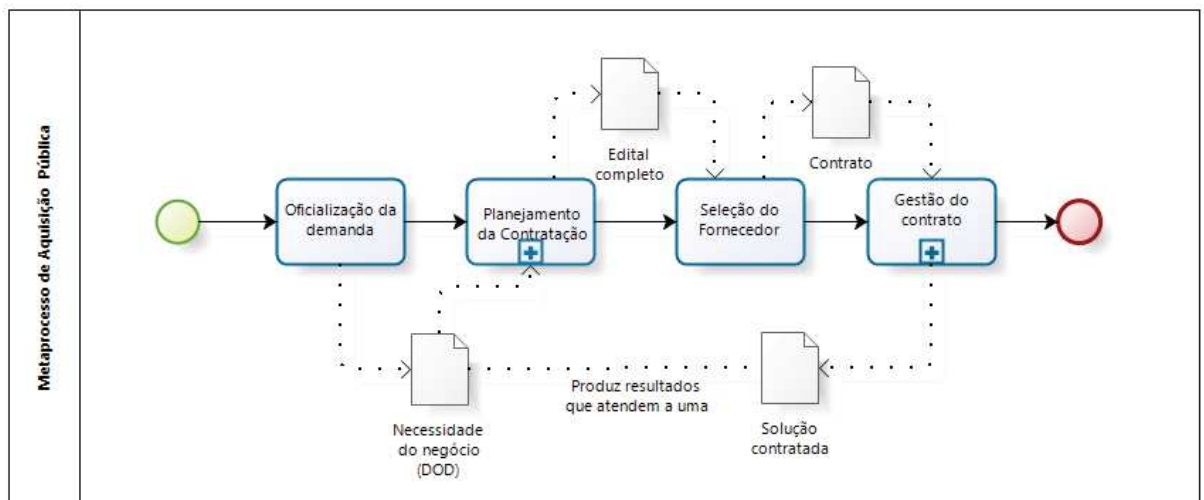 Metaprocesso de Aquisição Pública
Edital
completo
Contrato
Oficialização da
demanda
Planejamento
da Contratação
Seleção do
Fornecedor
Gestão do
contrato
Produz resultados
que atendem a uma
Necessidade
do negócio
(DOD)
Solução
contratada